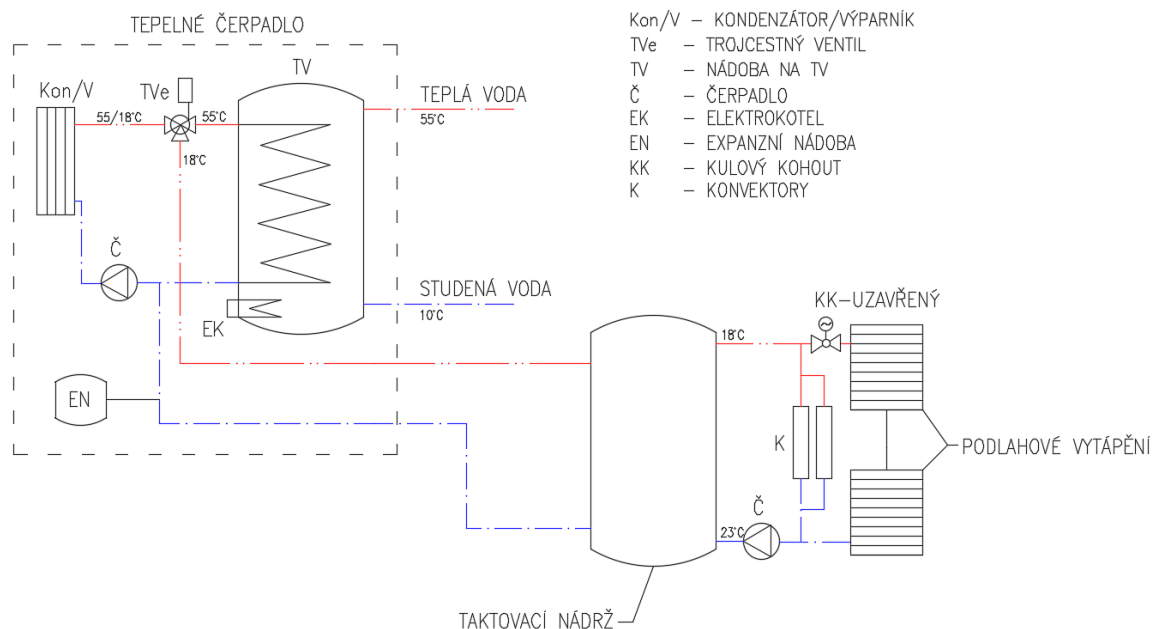 TEPELNÉ ČERPADLO
Kon/V – KONDENZÁTOR/VÝPARNÍK
TVe – TROJCESTNÝ VENTIL
TV – NÁDOBA NA TV
Č – ČERPADLO
EK – ELEKTROKOTEL
EN – EXPANZNÍ NÁDOBA
KK – KULOVÝ KOHOUT
K – KONVEKTORY
Kon/V
TVe
TV
55/18°C
55°C
18°C
TEPLÁ VODA
55°C
Č
STUDENÁ VODA
10°C
EK
EN
KK–UZAVŘENÝ
18°C
K
PODLAHOVÉ VYTÁPĚNÍ
Č
23°C
TAKTOVACÍ NÁDRŽ